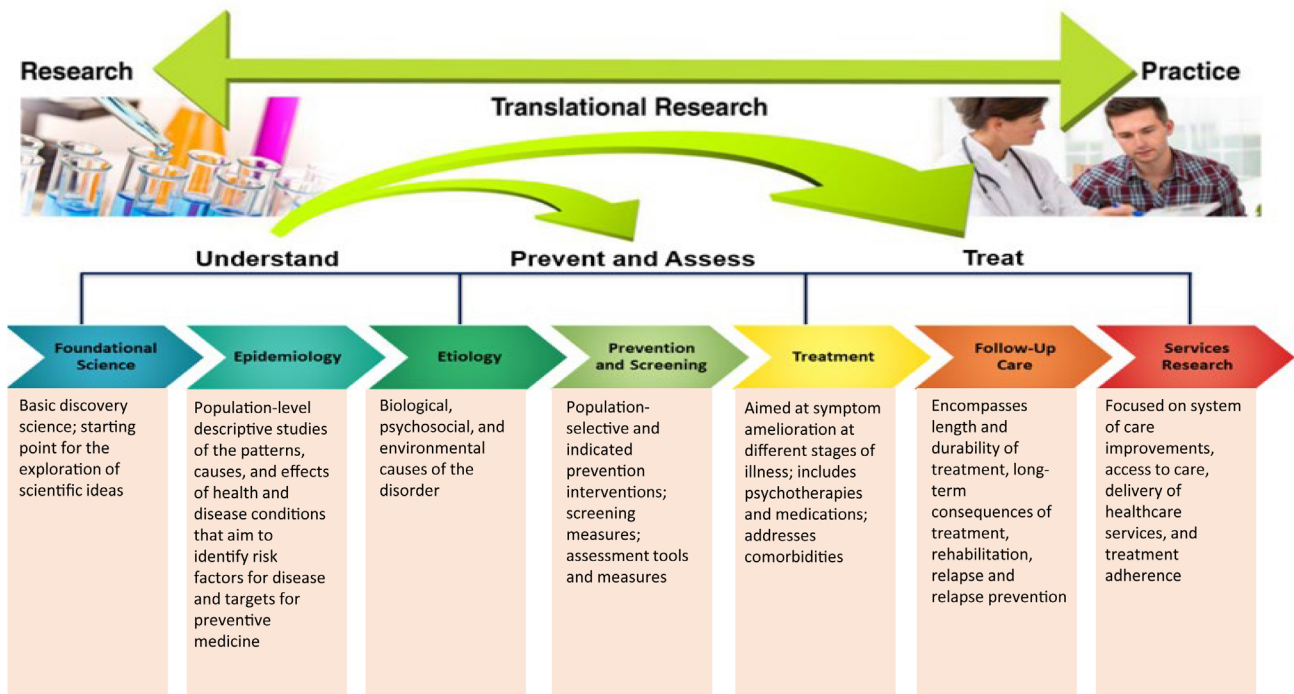 Research
Practice
Translational Research
Understand
Prevent and Assess
Treat
Foundational
Science
Epidemiology
Etiology
Prevention
and Screening
Treatment
Follow-Up
Care
Services
Research
Basic discovery
science; starting
point for the
exploration of
scientific ideas
Population-level
descriptive studies
of the patterns,
causes, and effects
of health and
disease conditions
that aim to
identify risk
factors for disease
and targets for
preventive
medicine
Biological,
psychosocial, and
environmental
causes of the
disorder
Population-
selective and
indicated
prevention
interventions;
screening
measures;
assessment tools
and measures
Aimed at symptom
amelioration at
different stages of
illness; includes
psychotherapies
and medications;
addresses
comorbidities
Encompasses
length and
durability of
treatment, long-
term
consequences of
treatment,
rehabilitation,
relapse and
relapse prevention
Focused on system
of care
improvements,
access to care,
delivery of
healthcare
services, and
treatment
adherence